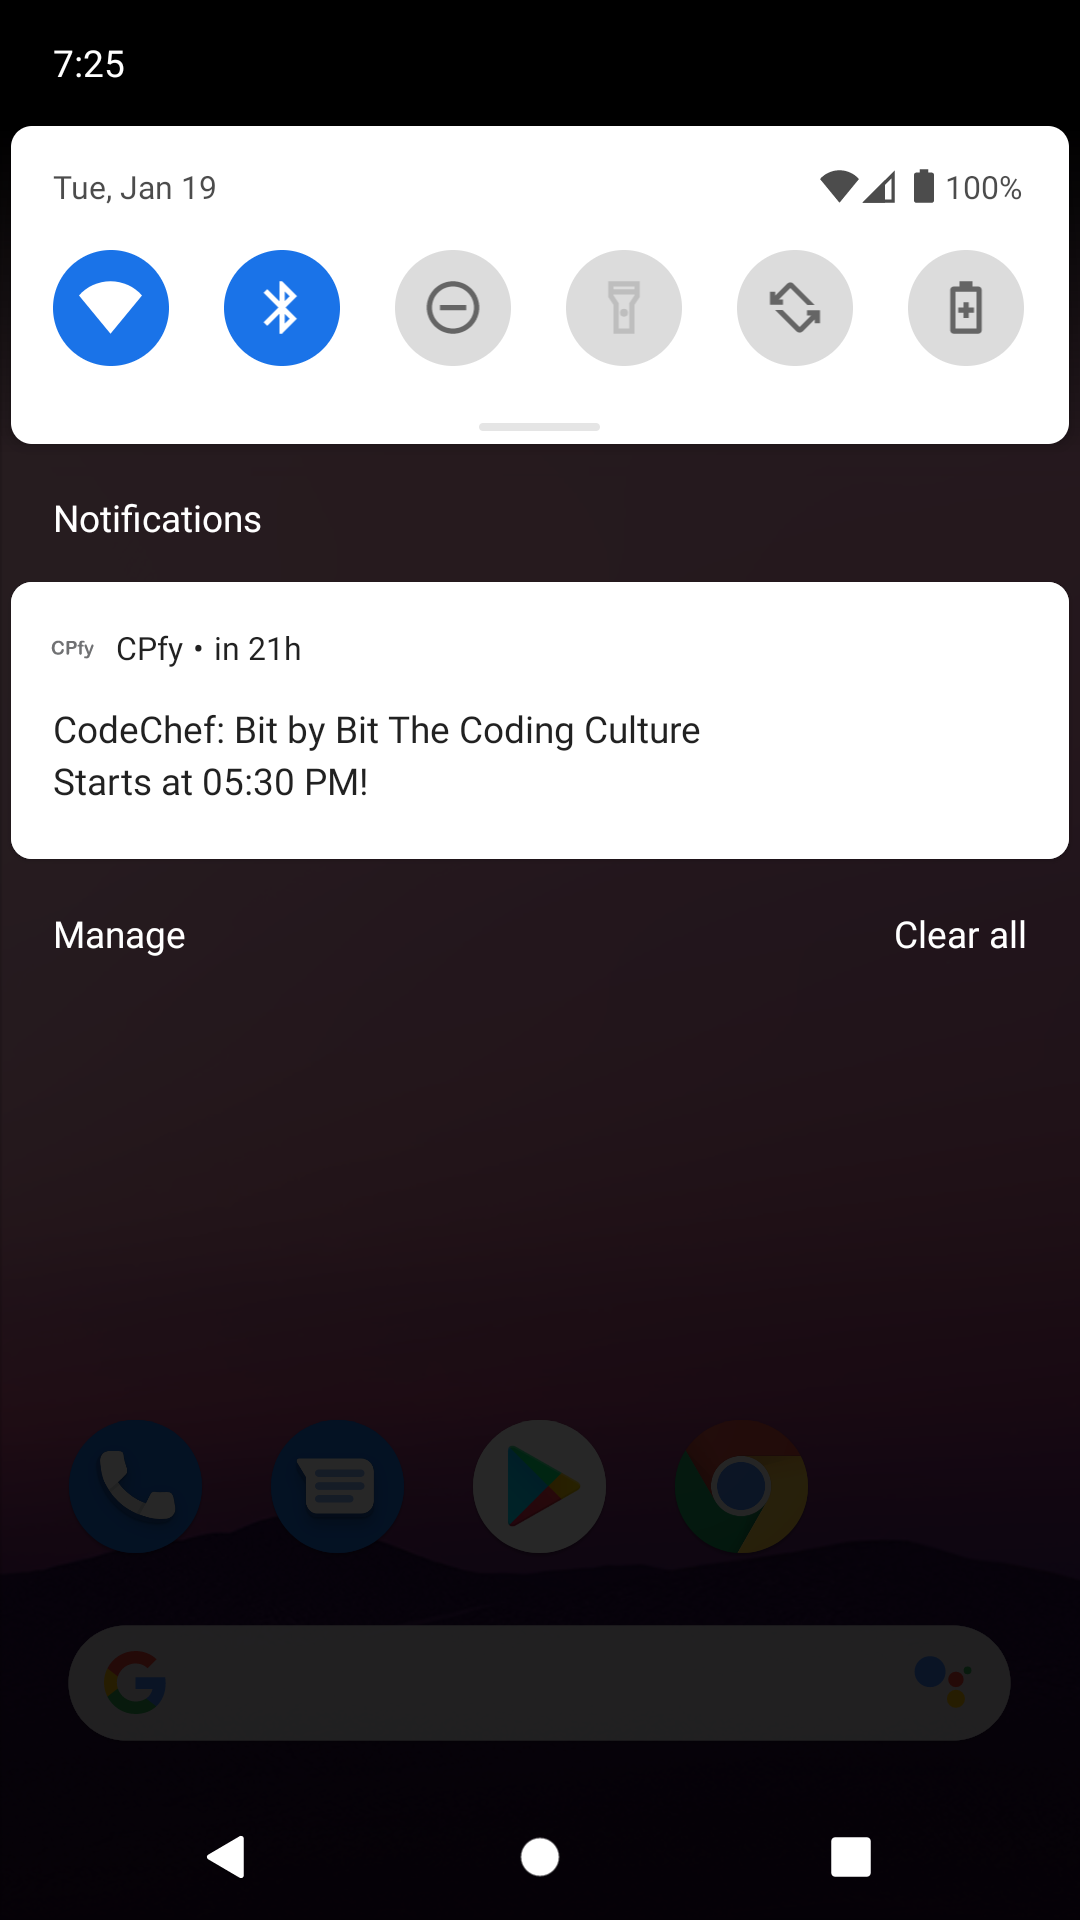 7:25
Tue, Jan 19 100%
Notifications
CPfy CPfy • in 21h
CodeChef: Bit by Bit The Coding Culture
Starts at 05:30 PM!
Manage Clear all